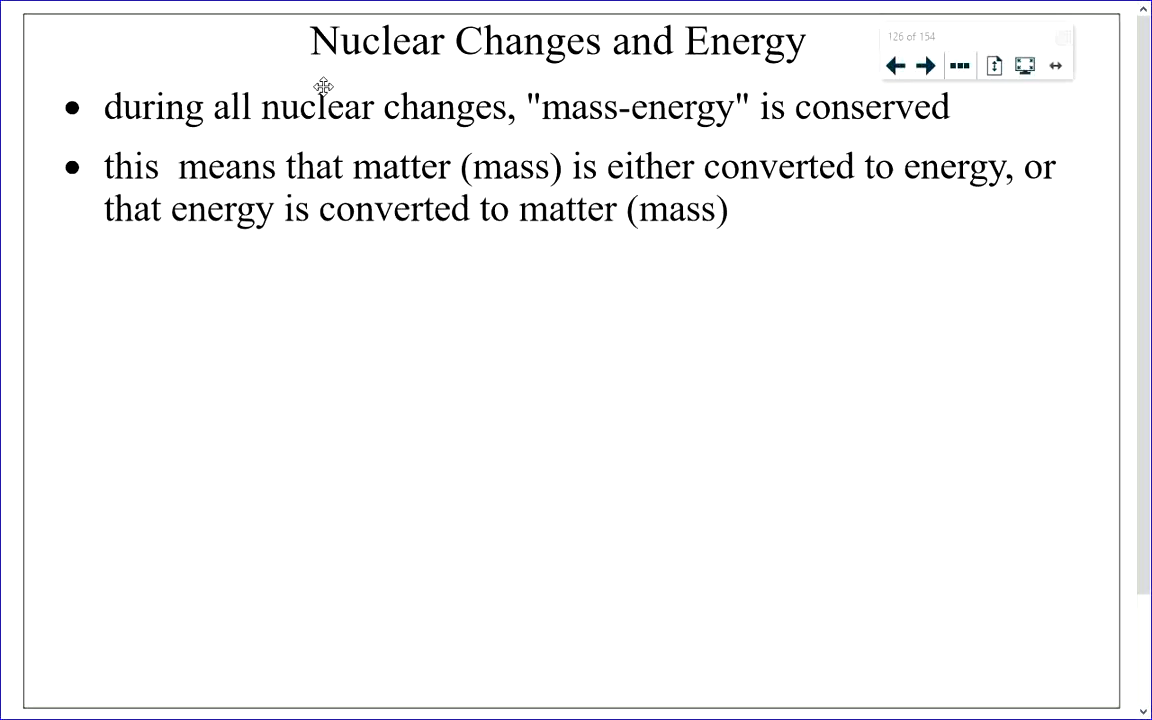 Nuclear Changes and Energy
126 of 154
• during all nuclear changes, "mass-energy" is conserved
• this  means that matter (mass) is either converted to energy, or
that energy is converted to matter (mass)